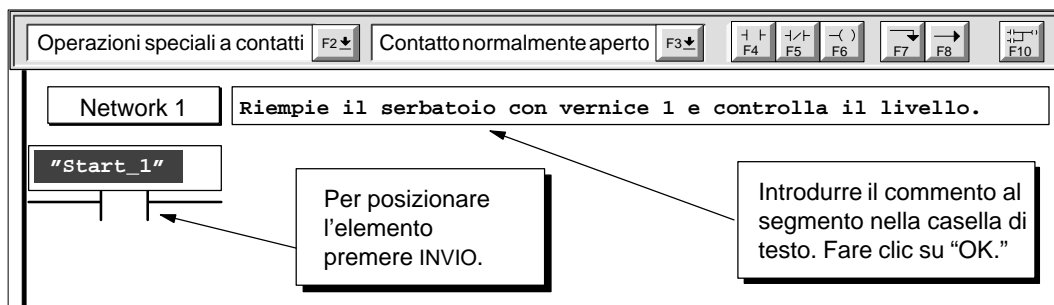 Operazioni speciali a contatti F2 Contatto normalmente aperto F3 F4 F5 F6 F7 F8 F10
Network 1 Riempie il serbatoio con vernice 1 e controlla il livello.
"Start_1"
Per posizionare
l'elemento
premere INVIO.
Introdurre il commento al
segmento nella casella di
testo. Fare clic su “OK.”